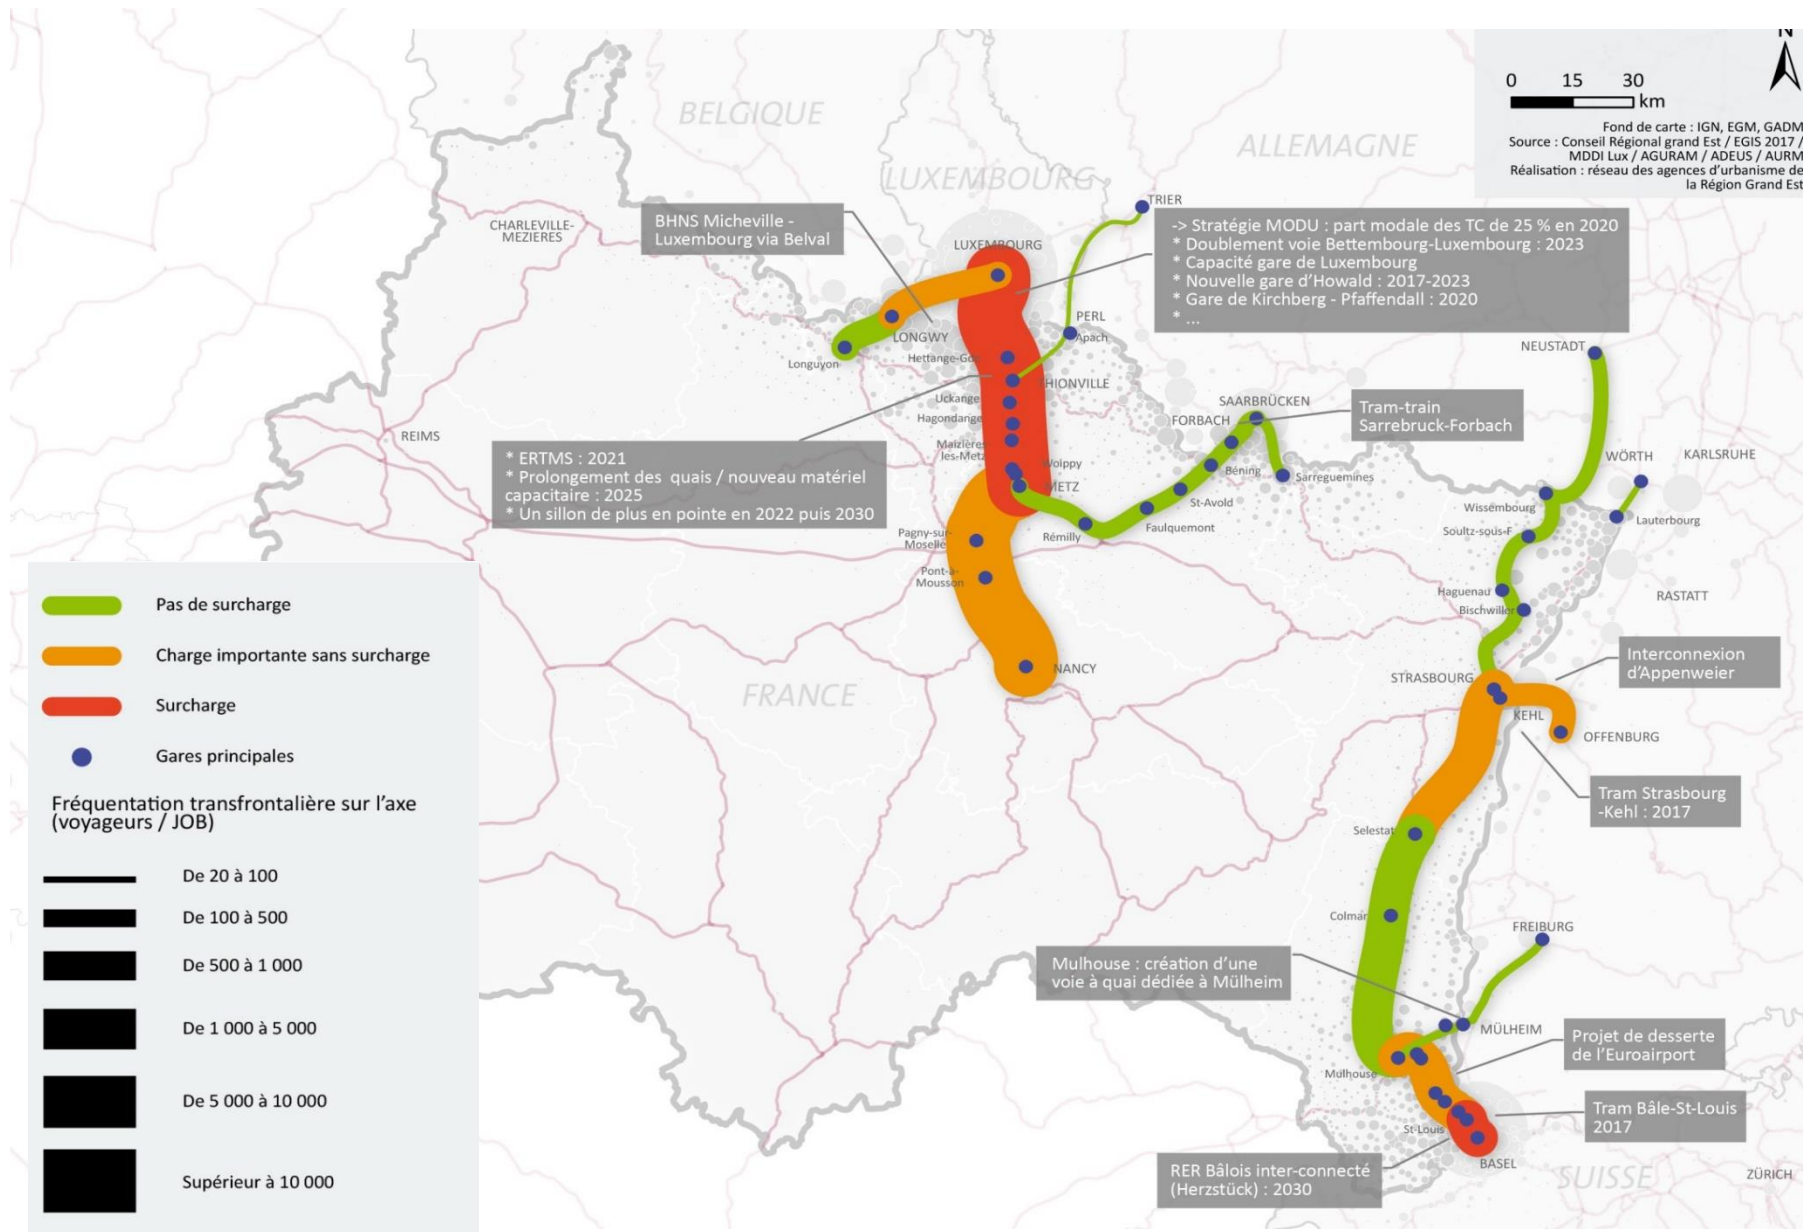 N
0 15 30
km
Fond de carte : IGN, EGM, GADM
Source : Conseil Régional grand Est / EGIS 2017 /
MDDI Lux / AGURAM / ADEUS / AURM
Réalisation : réseau des agences d'urbanisme de
la Région Grand Est
BELGIQUE
ALLEMAGNE
LUXEMBOURG
TRIER
BHNS Micheville -
Luxembourg via Belval
-> Stratégie MODU : part modale des TC de 25 % en 2020
* Doublement voie Bettembourg-Luxembourg : 2023
* Capacité gare de Luxembourg
* Nouvelle gare d'Howald : 2017-2023
* Gare de Kirchberg - Pfaffendall : 2020
* ...
CHARLEVILLE-
MEZIERES
LUXEMBOURG
PERL
Apach
LONGWY
Longuyon
Hettange-Gde
THIONVILLE
Uckange
Hagondange
Maizières
les-Metz
Woippy
METZ
NEUSTADT
SAARBRÜCKEN
FORBACH
Tram-train
Sarrebruck-Forbach
REIMS
* ERTMS : 2021
* Prolongement des quais / nouveau matériel
capacitaire : 2025
* Un sillon de plus en pointe en 2022 puis 2030
Béning
Sarreguemines
St-Avold
Faulquemont
Rémilly
WÖRTH
KARLSRUHE
Wissembourg
Lauterbourg
Soultz-sous-F
Pagny-sur-
Moselle
Pont-à-
Mousson
Haguenau
Bischwiller
RASTATT
NANCY
FRANCE
STRASBOURG
Interconnexion
d'Appenweier
KEHL
OFFENBURG
Tram Strasbourg
-Kehl : 2017
Selestat
Colmar
FREIBURG
Mulhouse : création d'une
voie à quai dédiée à Mülheim
MÜLHEIM
Projet de desserte
de l'Euroairport
Mulhouse
Tram Bâle-St-Louis
2017
St-Louis
BASEL
RER Bâlois inter-connecté
(Herzstück) : 2030
SUISSE
ZÜRICH
Pas de surcharge
Charge importante sans surcharge
Surcharge
Gares principales
Fréquentation transfrontalière sur l'axe
(voyageurs / JOB)
De 20 à 100
De 100 à 500
De 500 à 1 000
De 1 000 à 5 000
De 5 000 à 10 000
Supérieur à 10 000